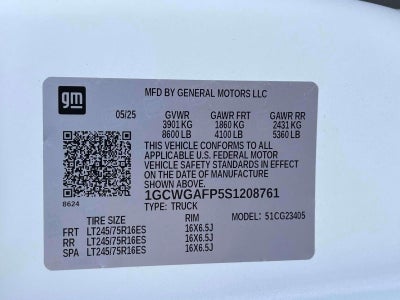 gm
MFD BY GENERAL MOTORS LLC
05/25 GVWR GAWR FRT GAWR RR
3901 KG 1860 KG 2431 KG
8600 LB 4100 LB 5360 LB
THIS VEHICLE CONFORMS TO ALL
APPLICABLE U.S. FEDERAL MOTOR
VEHICLE SAFETY STANDARDS IN
EFFECT ON THE DATE OF
MANUFACTURE SHOWN ABOVE.
8624 1GCWGAFP5S1208761
TYPE: TRUCK MODEL: 51CG23405
TIRE SIZE RIM
FRT LT245/75R16ES 16X6.5J
RR LT245/75R16ES 16X6.5J
SPA LT245/75R16ES 16X6.5J